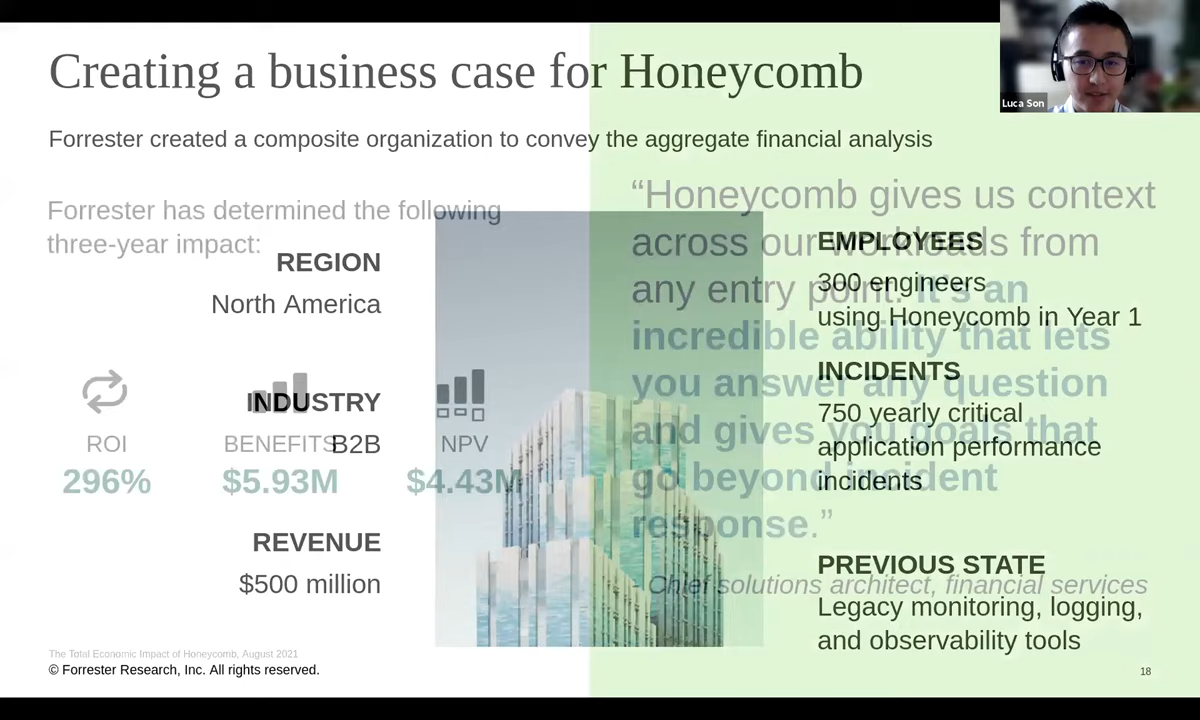 Creating a business case for Honeycomb
Luca Son
Forrester created a composite organization to convey the aggregate financial analysis
Forrester has determined the following
three-year impact:
REGION
North America
INDUSTRY
B2B
ROI
BENEFITS
NPV
296%
$5.93M
$4.43M
REVENUE
$500 million
“Honeycomb gives us context
across our workloads from
any entry point. It’s an
incredible ability that lets
you answer any question
and gives you goals that
go beyond incident
response.”
- Chief solutions architect, financial services
EMPLOYEES
300 engineers
using Honeycomb in Year 1
INCIDENTS
750 yearly critical
application performance
incidents
PREVIOUS STATE
Legacy monitoring, logging,
and observability tools
The Total Economic Impact of Honeycomb, August 2021
© Forrester Research, Inc. All rights reserved.
18